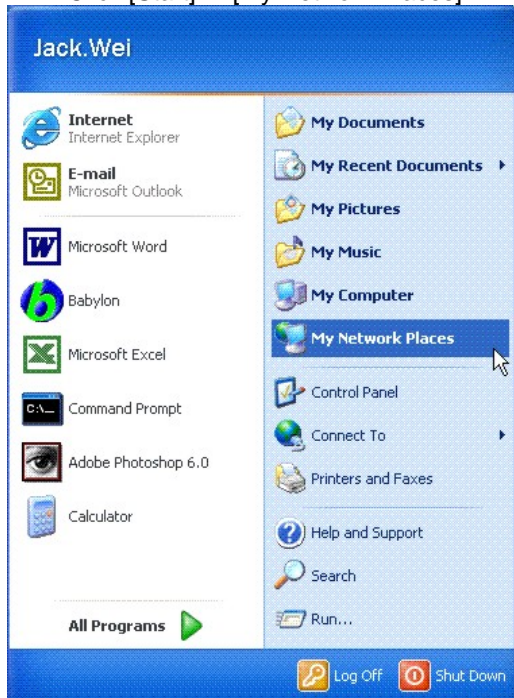 Jack.Wei
Internet
Internet Explorer
E-mail
Microsoft Outlook
Microsoft Word
Babylon
Microsoft Excel
Command Prompt
Adobe Photoshop 6.0
Calculator
All Programs
My Documents
My Recent Documents
My Pictures
My Music
My Computer
My Network Places
Control Panel
Connect To
Printers and Faxes
Help and Support
Search
Run...
Log Off
Shut Down